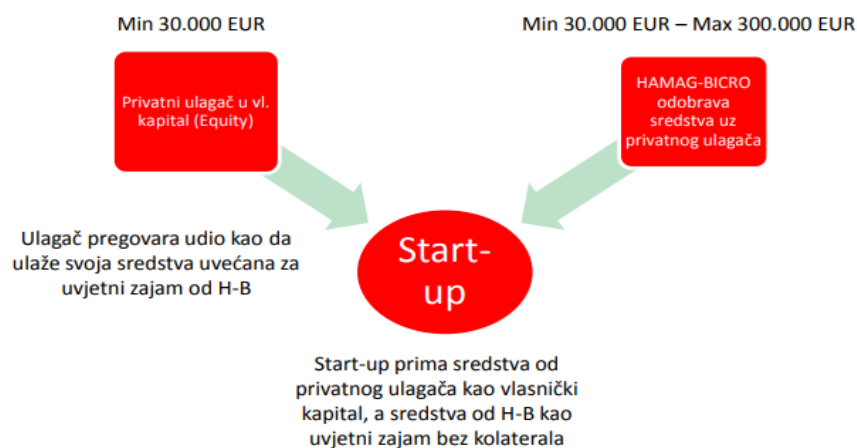 Min 30.000 EUR
Min 30.000 EUR – Max 300.000 EUR
Privatni ulagač u vl.
kapital (Equity)
HAMAG-BICRO
odobrava
sredstva uz
privatnog ulagača
Ulagač pregovara udio kao da
ulaže svoja sredstva uvećana za
uvjetni zajam od H-B
Start-
up
Start-up prima sredstva od
privatnog ulagača kao vlasnički
kapital, a sredstva od H-B kao
uvjetni zajam bez kolaterala